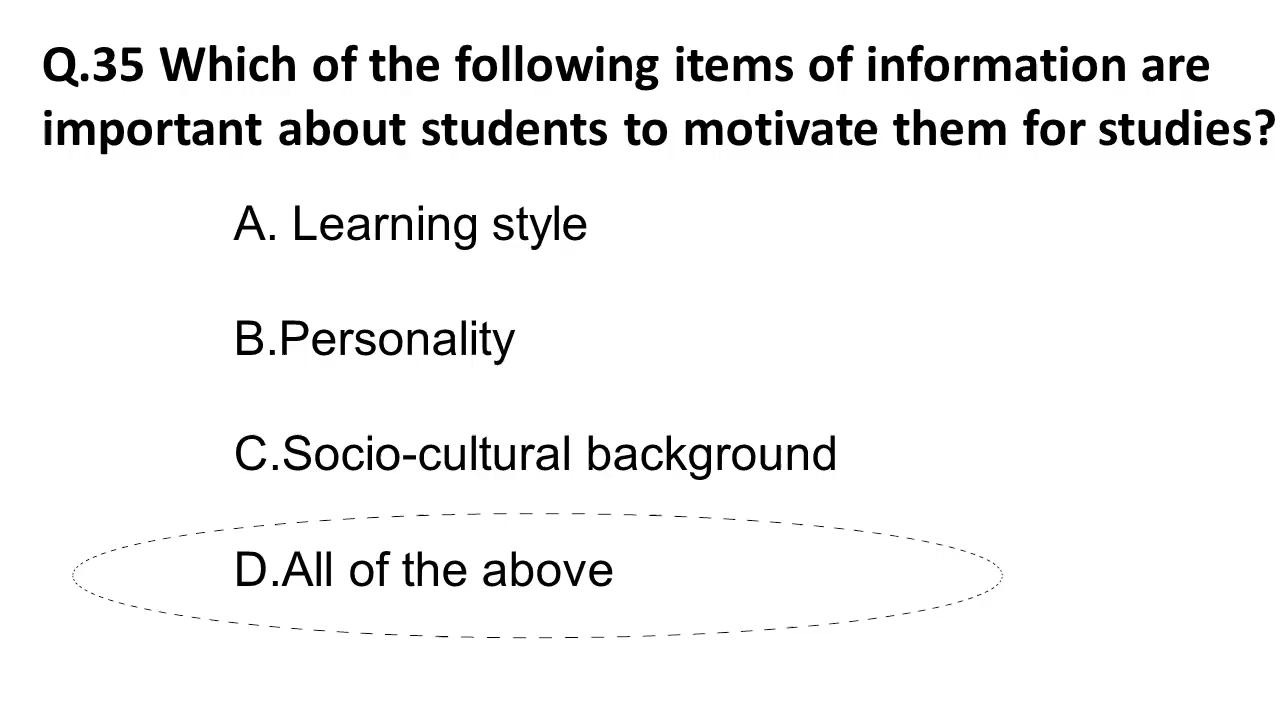 Q.35 Which of the following items of information are
important about students to motivate them for studies?
A. Learning style
B.Personality
C.Socio-cultural background
D.All of the above